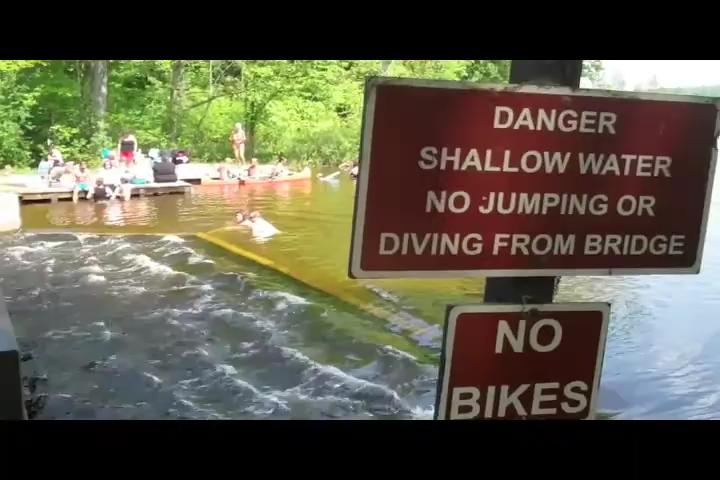 DANGER
SHALLOW WATER
NO JUMPING OR
DIVING FROM BRIDGE
NO
BIKES